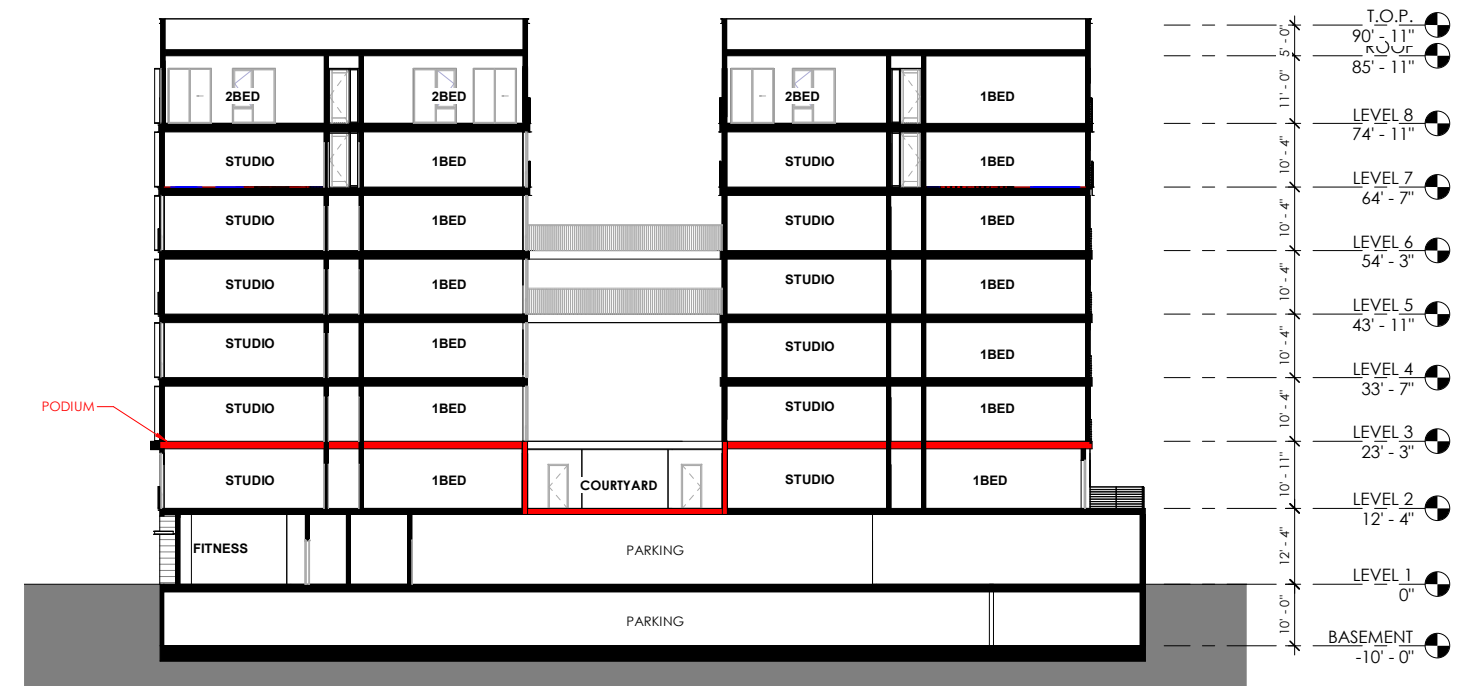 T.O.P.
90' - 11"
ROOF
85' - 11"
5' - 0"
11' - 0"
2BED
2BED
2BED
1BED
LEVEL 8
74' - 11"
10' - 4"
STUDIO
1BED
STUDIO
1BED
LEVEL 7
64' - 7"
10' - 4"
STUDIO
1BED
STUDIO
1BED
LEVEL 6
54' - 3"
10' - 4"
STUDIO
1BED
STUDIO
1BED
LEVEL 5
43' - 11"
10' - 4"
STUDIO
1BED
STUDIO
1BED
LEVEL 4
33' - 7"
10' - 4"
PODIUM
STUDIO
1BED
STUDIO
1BED
LEVEL 3
23' - 3"
10' - 11"
STUDIO
1BED
COURTYARD
STUDIO
1BED
LEVEL 2
12' - 4"
12' - 4"
FITNESS
PARKING
LEVEL 1
0"
10' - 0"
PARKING
BASEMENT
-10' - 0"